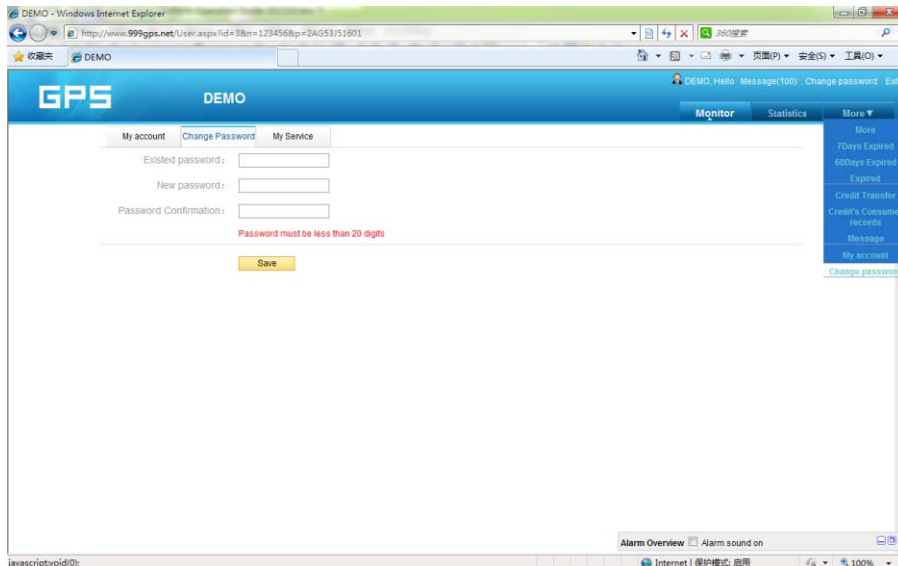 DEMO - Windows Internet Explorer
http://www.999gps.net/User.aspx?id=3&n=123456&p=2AG53J51601
360搜索
收藏夹 DEMO 页面(P) 安全(S) 工具(O)
DEMO, Hello Message(100) Change password Exi
GPS DEMO
Monitor Statistics More▼
My account Change Password My Service
Existed password:
New password:
Password Confirmation:
Password must be less than 20 digits
Save
More
7Days Expired
60Days Expired
Expired
Credit Transfer
Credit's Consume
records
Message
My account
Change passwor
Alarm Overview Alarm sound on
javascript:void(0); Internet | 保护模式: 启用 100%